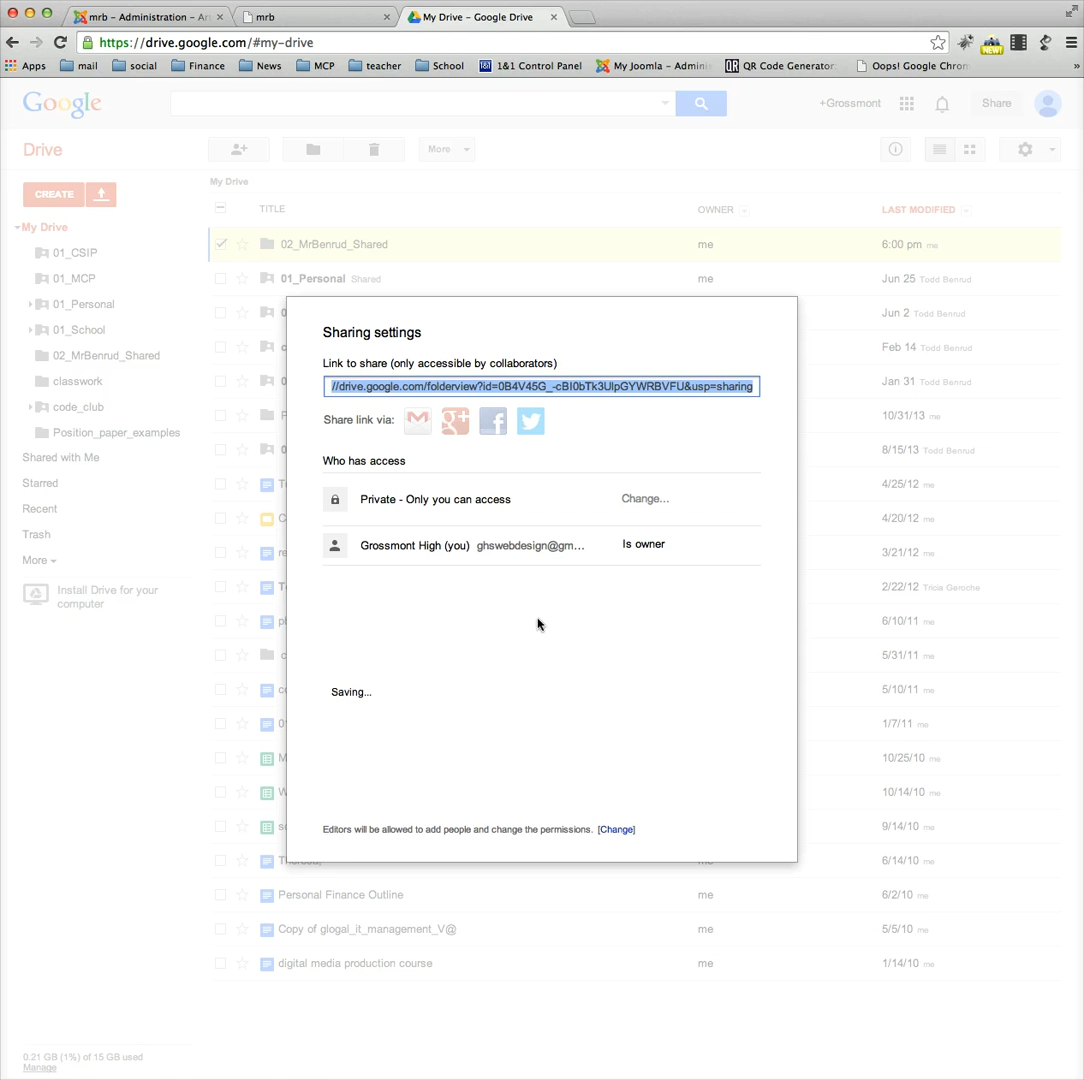 mrb – Administration – Ar
mrb
My Drive – Google Drive
https://drive.google.com/#my-drive
Apps mail social Finance News MCP teacher School 1&1 Control Panel My Joomla – Admini QR Code Generator Oops! Google Chrom »
NEW!
Google
+Grossmont Share
Drive
More
My Drive
CREATE
TITLE OWNER LAST MODIFIED
My Drive
02_MrBenrud_Shared me 6:00 pm me
01_CSIP
01_MCP
01_Personal Shared me Jun 25 Todd Benrud
01_Personal
0 Jun 2 Todd Benrud
01_School
c Feb 14 Todd Benrud
02_MrBenrud_Shared
classwork
0 Jan 31 Todd Benrud
code_club
P 10/31/13 me
Position_paper_examples
0 8/15/13 Todd Benrud
Shared with Me
Starred
4/25/12 me
Recent
C 4/20/12 me
Trash
re 3/21/12 me
More
Install Drive for your
computer
2/22/12 Tricia Geroche
6/10/11 me
c 5/31/11 me
5/10/11 me
01 1/7/11 me
M 10/25/10 me
W 10/14/10 me
9/14/10 me
me 6/14/10 me
Personal Finance Outline me 6/2/10 me
Copy of glogal_it_management_V@ me 5/5/10 me
digital media production course me 1/14/10 me
0.21 GB (1%) of 15 GB used
Manage
Sharing settings
Link to share (only accessible by collaborators)
//drive.google.com/folderview?id=0B4V45G_-cBI0bTk3UlpGYWRBVFU&usp=sharing
Share link via:
Who has access
Private - Only you can access Change...
Grossmont High (you) ghswebdesign@gm... Is owner
Saving...
Editors will be allowed to add people and change the permissions. [Change]